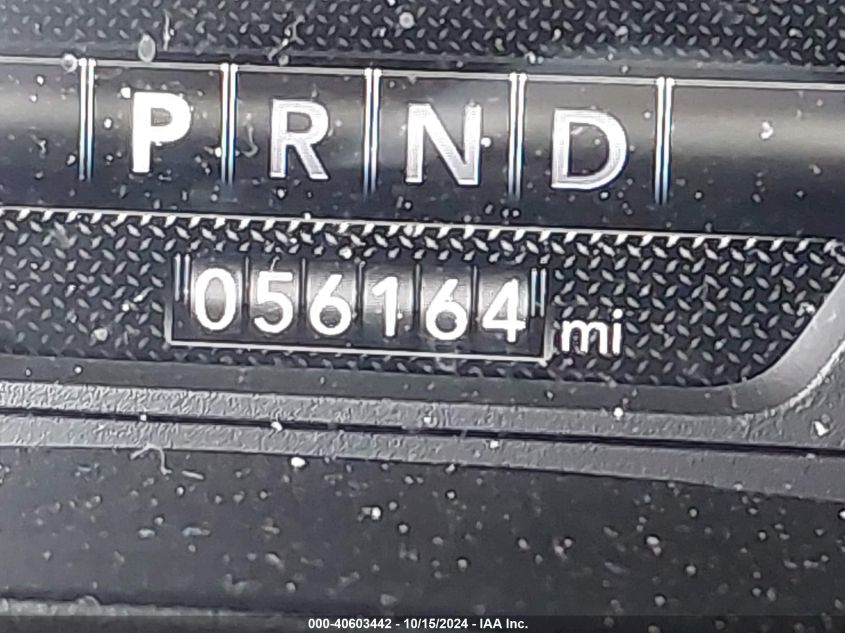 P R N D
056164 mi
000-40603442 - 10/15/2024 - IAA Inc.